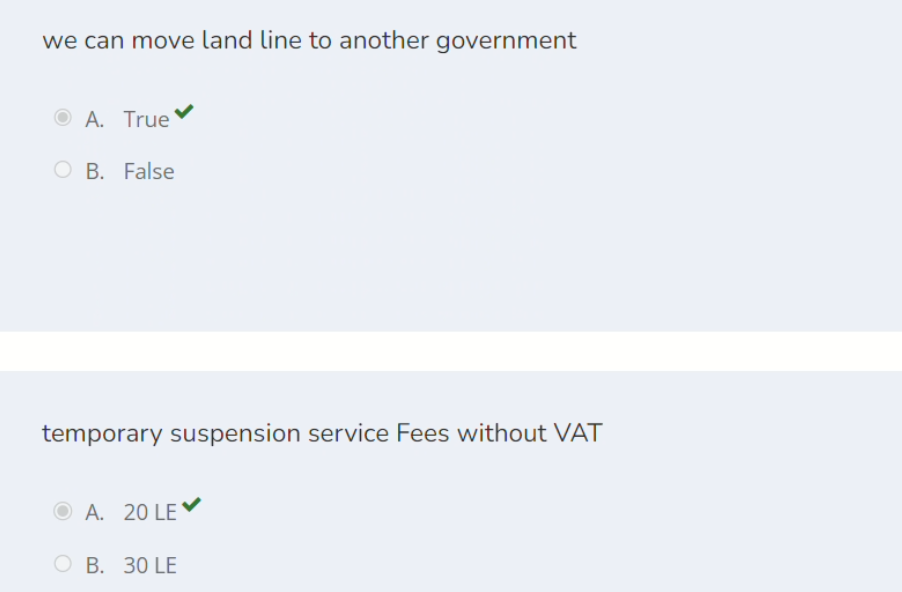 we can move land line to another government
A. True
B. False
temporary suspension service Fees without VAT
A. 20 LE
B. 30 LE